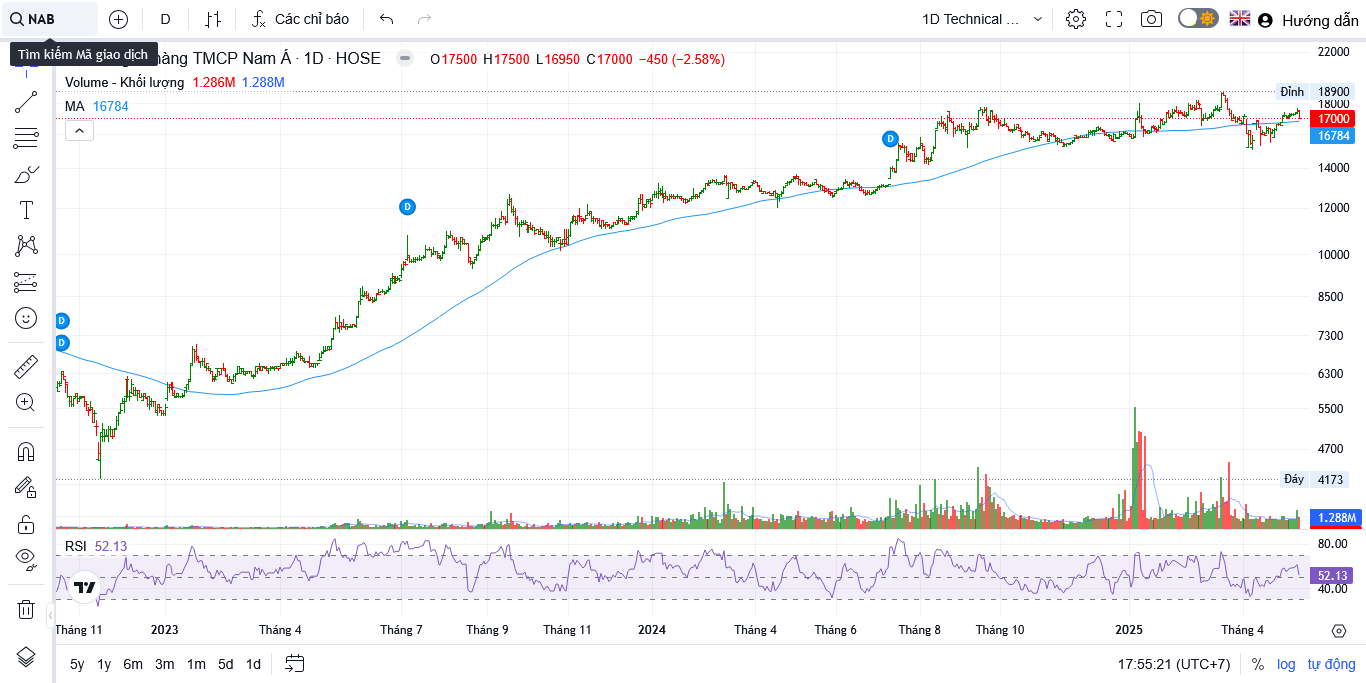 NAB
D
Các chỉ báo
1D Technical ...
Hướng dẫn
Tìm kiếm Mã giao dịch
hàng TMCP Nam Á · 1D · HOSE
O17500 H17500 L16950 C17000 −450 (−2.58%)
Volume - Khối lượng 1.286M 1.288M
MA 16784
22000
Đỉnh 18900
18000
17000
16784
D
14000
D
12000
10000
8500
D
7300
D
6300
5500
4700
Đáy 4173
1.288M
RSI 52.13
80.00
52.13
40.00
Tháng 11 2023 Tháng 4 Tháng 7 Tháng 9 Tháng 11 2024 Tháng 4 Tháng 6 Tháng 8 Tháng 10 2025 Tháng 4
5y 1y 6m 3m 1m 5d 1d
17:55:21 (UTC+7) % log tự động